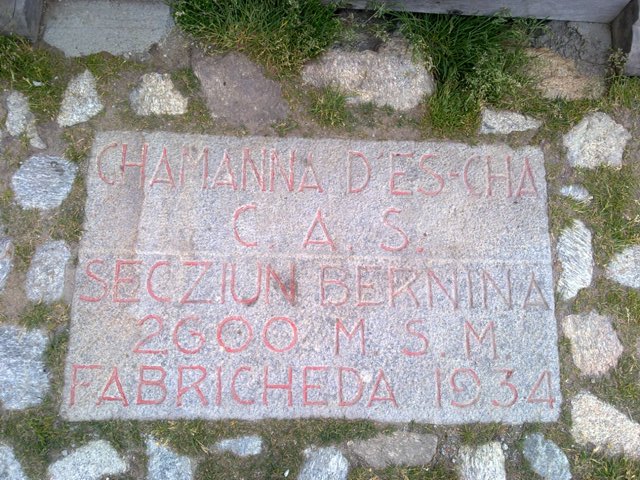 CHAMANNA D'ES-CHA
C. A. S.
SECZIUN BERNINA
2600 M. S. M.
FABRICHEDA 1934